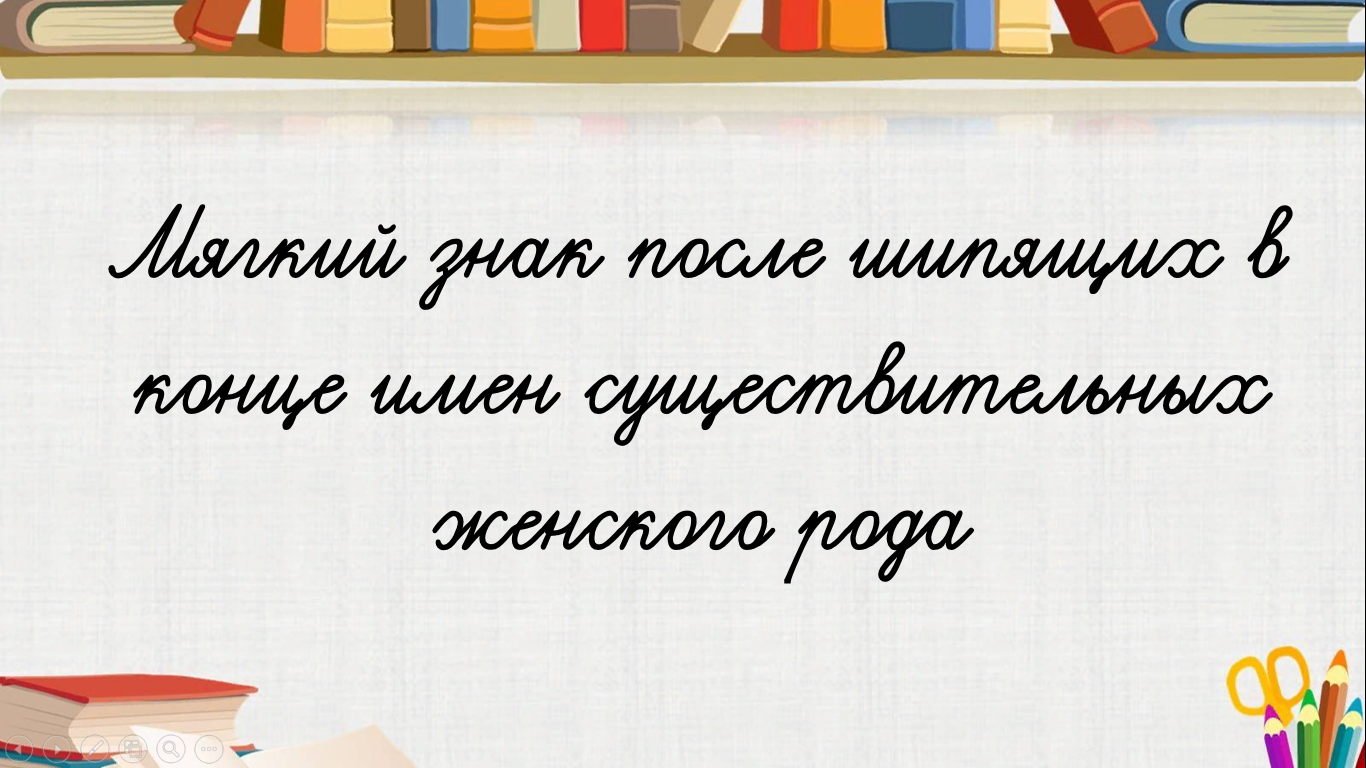 Мягкий знак после шипящих в
конце имен существительных
женского рода